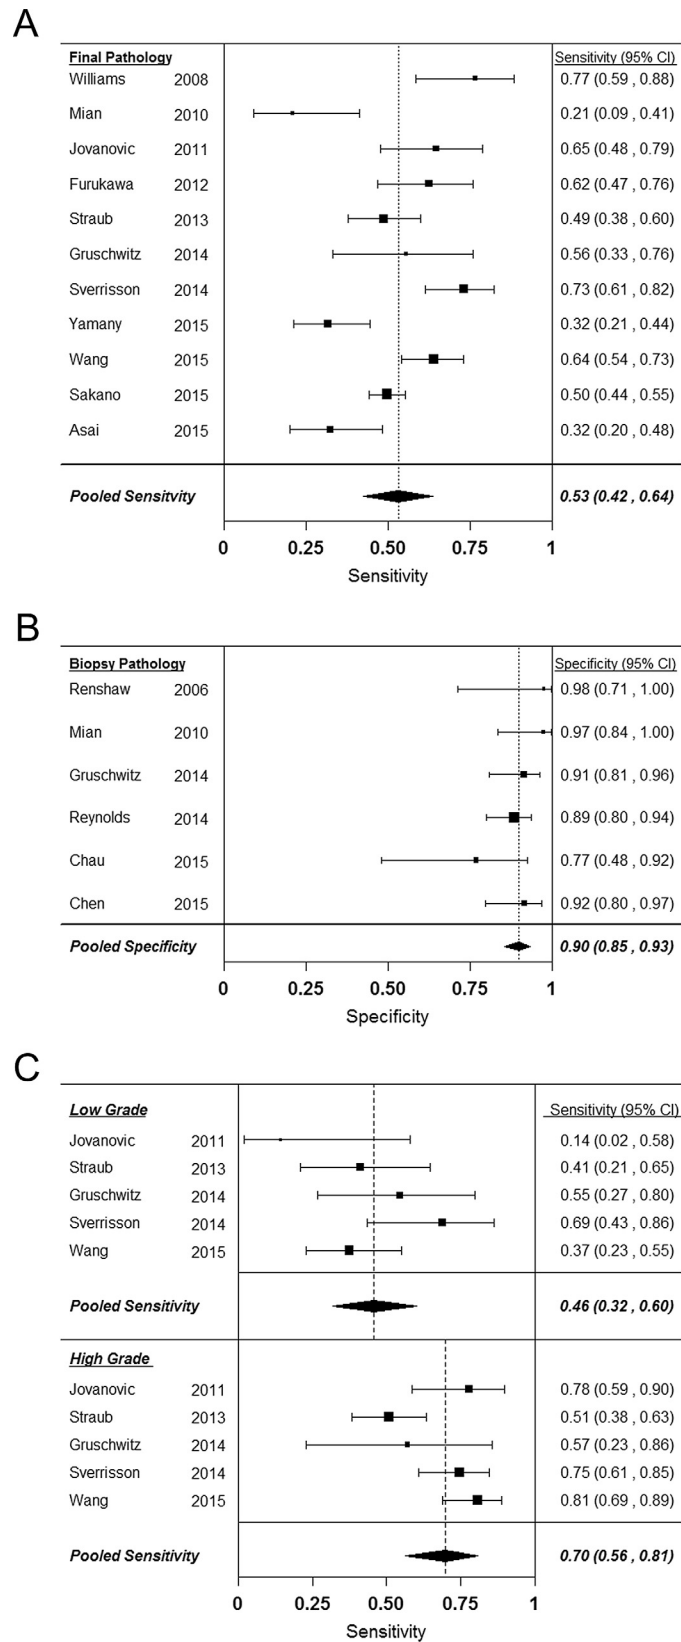 A
Final Pathology Sensitivity (95% CI)
Williams 2008 0.77 (0.59 , 0.88)
Mian 2010 0.21 (0.09 , 0.41)
Jovanovic 2011 0.65 (0.48 , 0.79)
Furukawa 2012 0.62 (0.47 , 0.76)
Straub 2013 0.49 (0.38 , 0.60)
Gruschwitz 2014 0.56 (0.33 , 0.76)
Sverrisson 2014 0.73 (0.61 , 0.82)
Yamany 2015 0.32 (0.21 , 0.44)
Wang 2015 0.64 (0.54 , 0.73)
Sakano 2015 0.50 (0.44 , 0.55)
Asai 2015 0.32 (0.20 , 0.48)
Pooled Sensitvity 0.53 (0.42 , 0.64)
0 0.25 0.50 0.75 1
Sensitivity
B
Biopsy Pathology Specificity (95% CI)
Renshaw 2006 0.98 (0.71 , 1.00)
Mian 2010 0.97 (0.84 , 1.00)
Gruschwitz 2014 0.91 (0.81 , 0.96)
Reynolds 2014 0.89 (0.80 , 0.94)
Chau 2015 0.77 (0.48 , 0.92)
Chen 2015 0.92 (0.80 , 0.97)
Pooled Specificity 0.90 (0.85 , 0.93)
0 0.25 0.50 0.75 1
Specificity
C
Low Grade Sensitivity (95% CI)
Jovanovic 2011 0.14 (0.02 , 0.58)
Straub 2013 0.41 (0.21 , 0.65)
Gruschwitz 2014 0.55 (0.27 , 0.80)
Sverrisson 2014 0.69 (0.43 , 0.86)
Wang 2015 0.37 (0.23 , 0.55)
Pooled Sensitivity 0.46 (0.32 , 0.60)
High Grade
Jovanovic 2011 0.78 (0.59 , 0.90)
Straub 2013 0.51 (0.38 , 0.63)
Gruschwitz 2014 0.57 (0.23 , 0.86)
Sverrisson 2014 0.75 (0.61 , 0.85)
Wang 2015 0.81 (0.69 , 0.89)
Pooled Sensitivity 0.70 (0.56 , 0.81)
0 0.25 0.50 0.75 1
Sensitivity